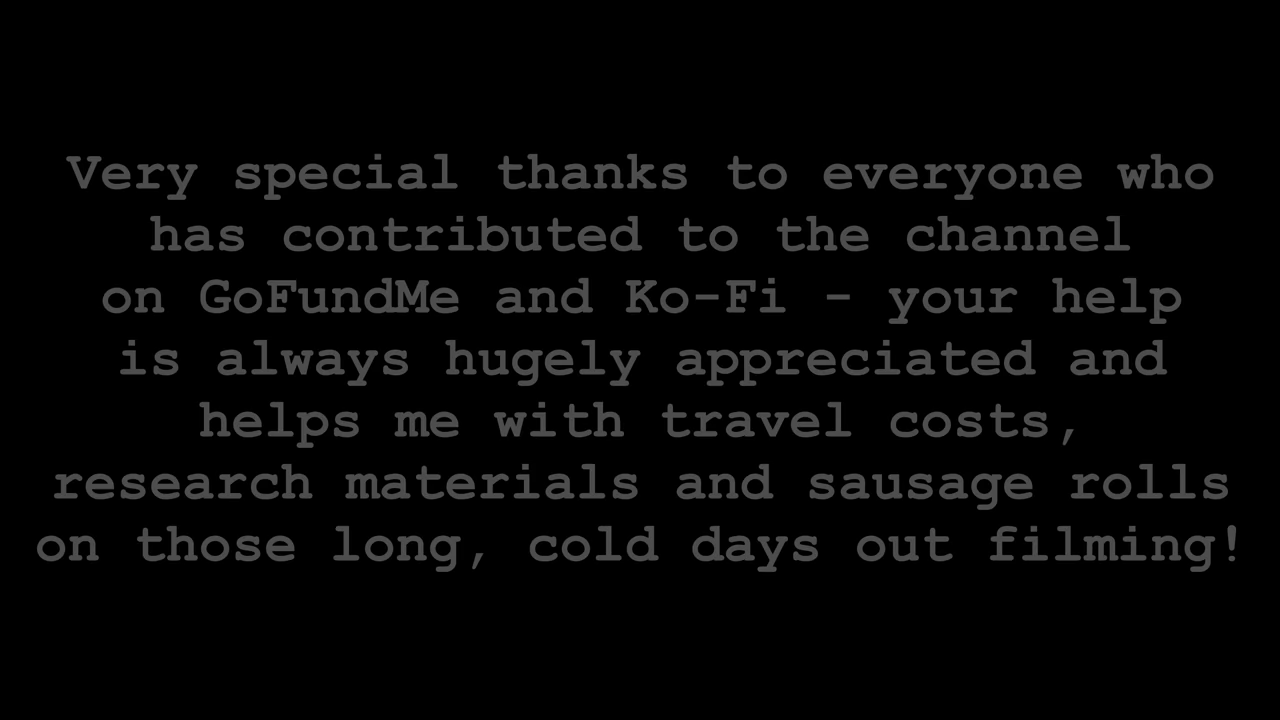 Very special thanks to everyone who
has contributed to the channel
on GoFundMe and Ko-Fi - your help
is always hugely appreciated and
helps me with travel costs,
research materials and sausage rolls
on those long, cold days out filming!